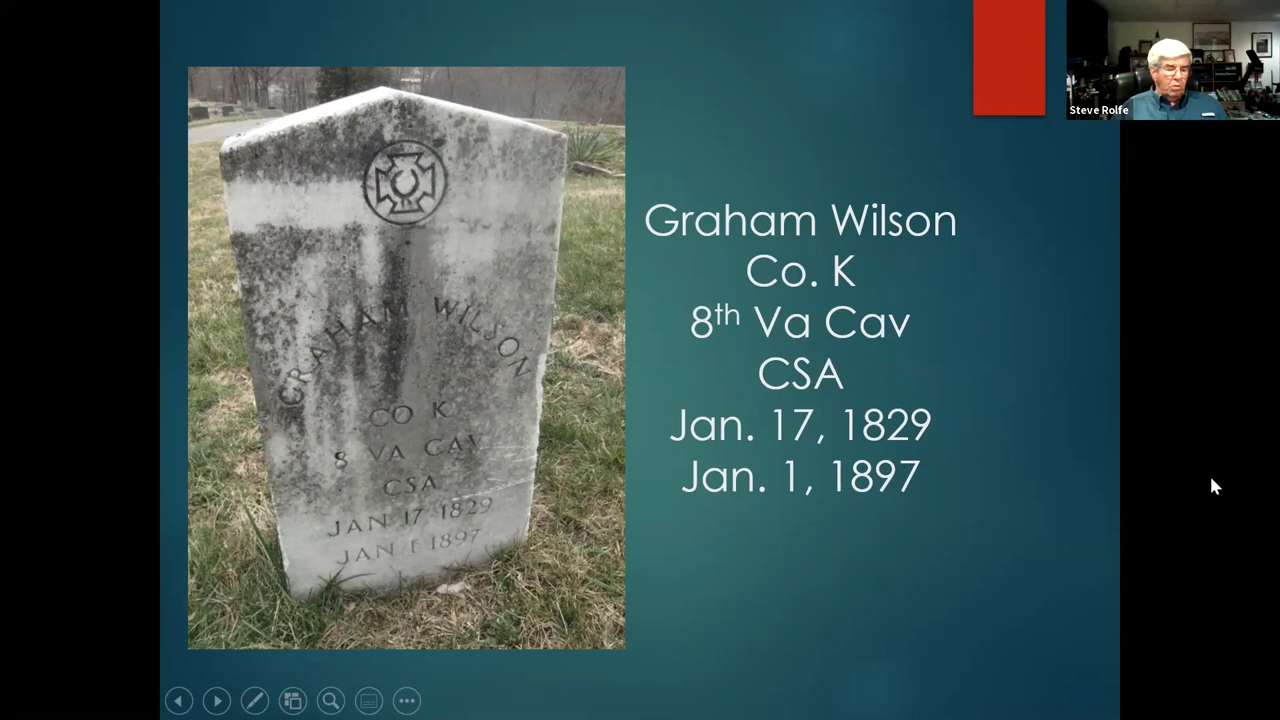 Steve Rolfe
GRAHAM WILSON
CO K
8 VA CAV
CSA
JAN 17 1829
JAN 1 1897
Graham Wilson
Co. K
8th Va Cav
CSA
Jan. 17, 1829
Jan. 1, 1897